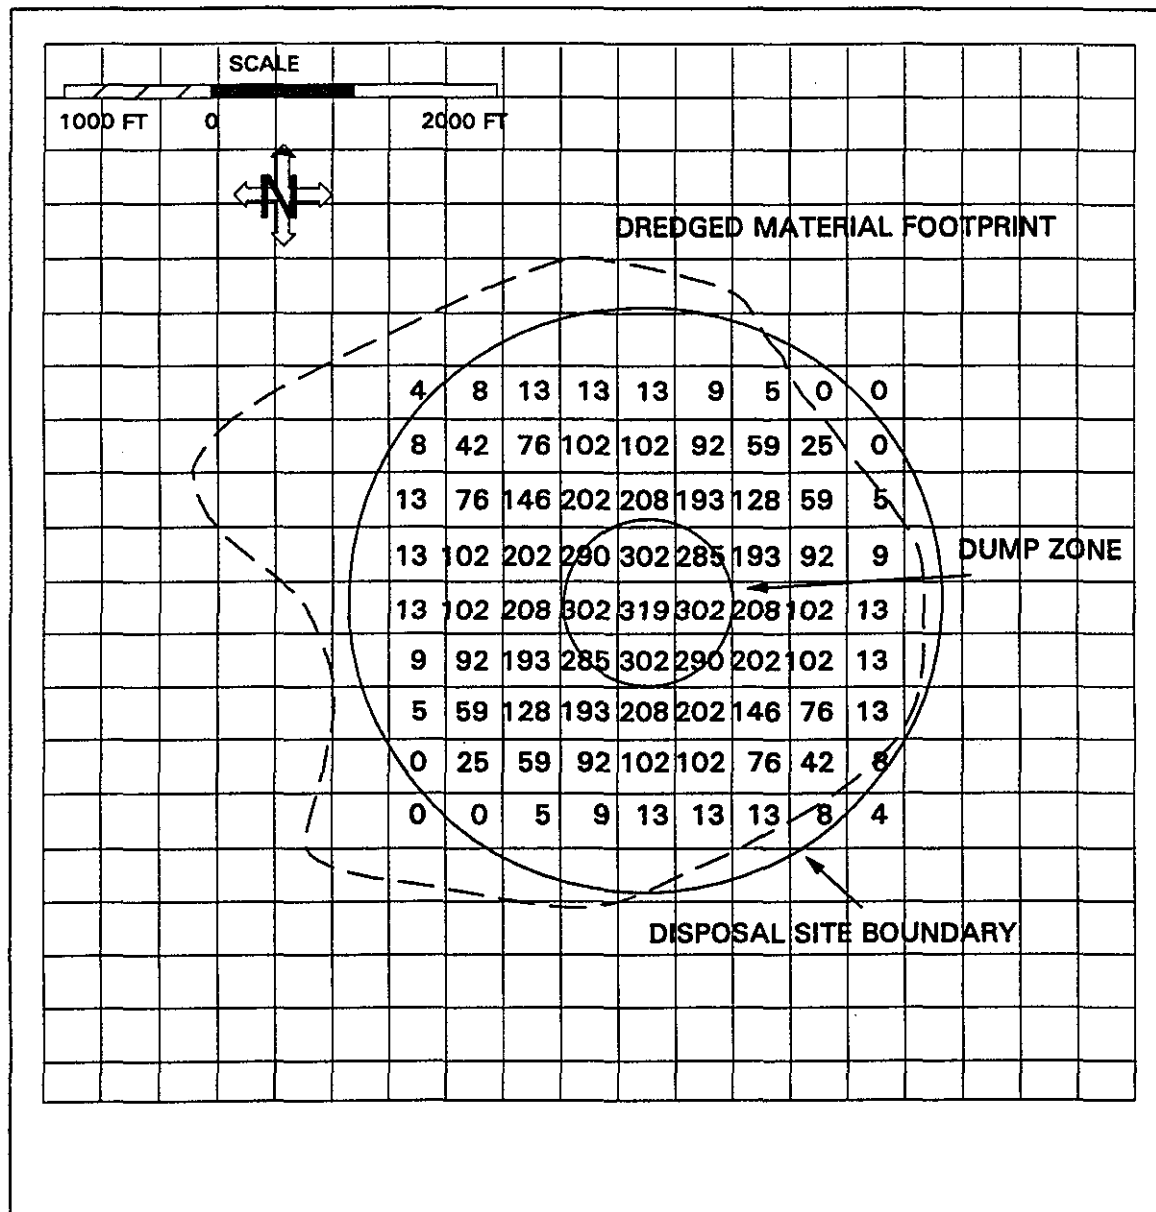 SCALE
1000 FT 0 2000 FT
N
DREDGED MATERIAL FOOTPRINT
4 8 13 13 13 9 5 0 0
8 42 76 102 102 92 59 25 0
13 76 146 202 208 193 128 59 5
13 102 202 290 302 285 193 92 9
DUMP ZONE
13 102 208 302 319 302 208 102 13
9 92 193 285 302 290 202 102 13
5 59 128 193 208 202 146 76 13
0 25 59 92 102 102 76 42 8
0 0 5 9 13 13 13 8 4
DISPOSAL SITE BOUNDARY